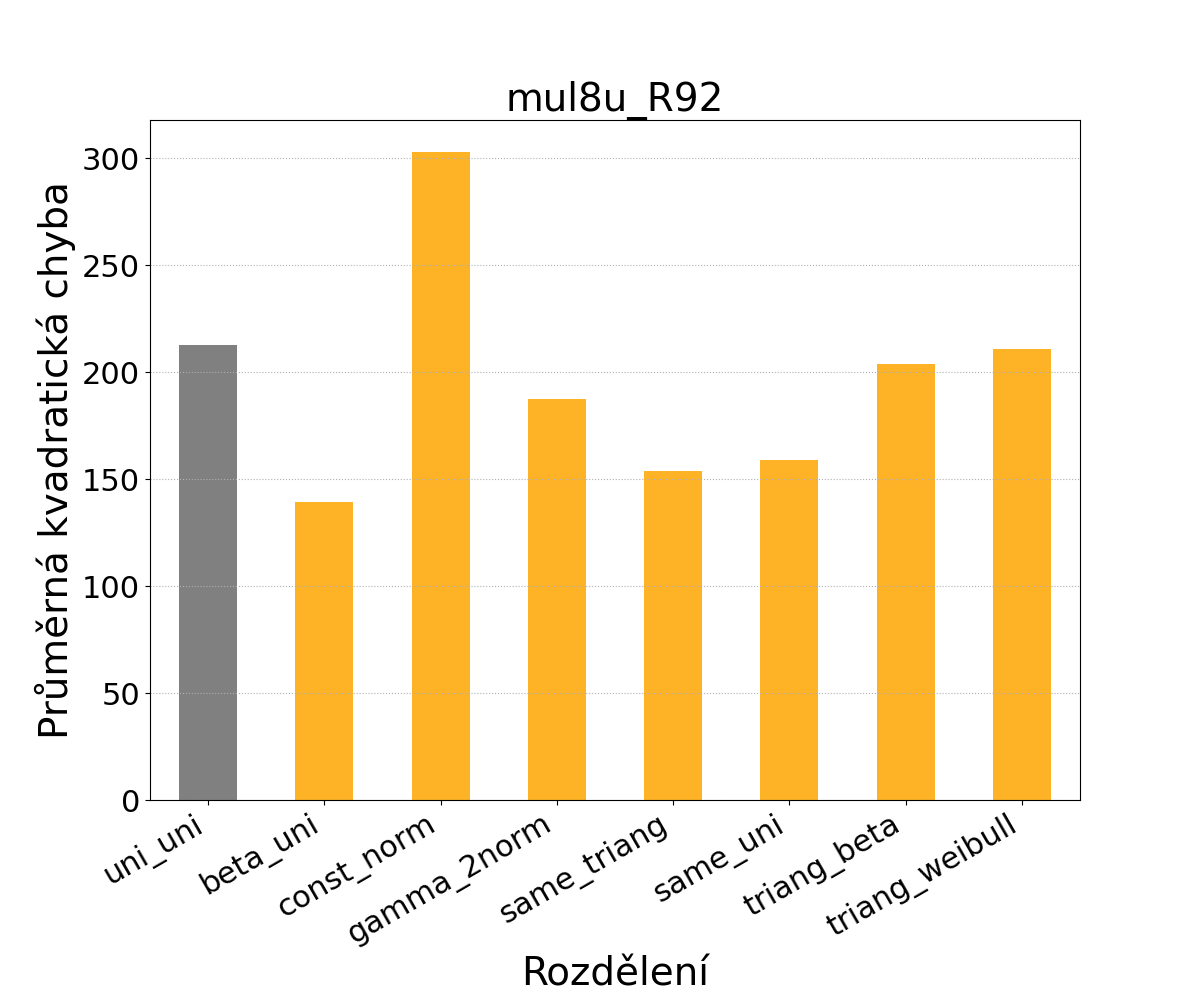 mul8u_R92
Průměrná kvadratická chyba
300
250
200
150
100
50
0
uni_uni
beta_uni
const_norm
gamma_2norm
same_triang
same_uni
triang_beta
triang_weibull
Rozdělení